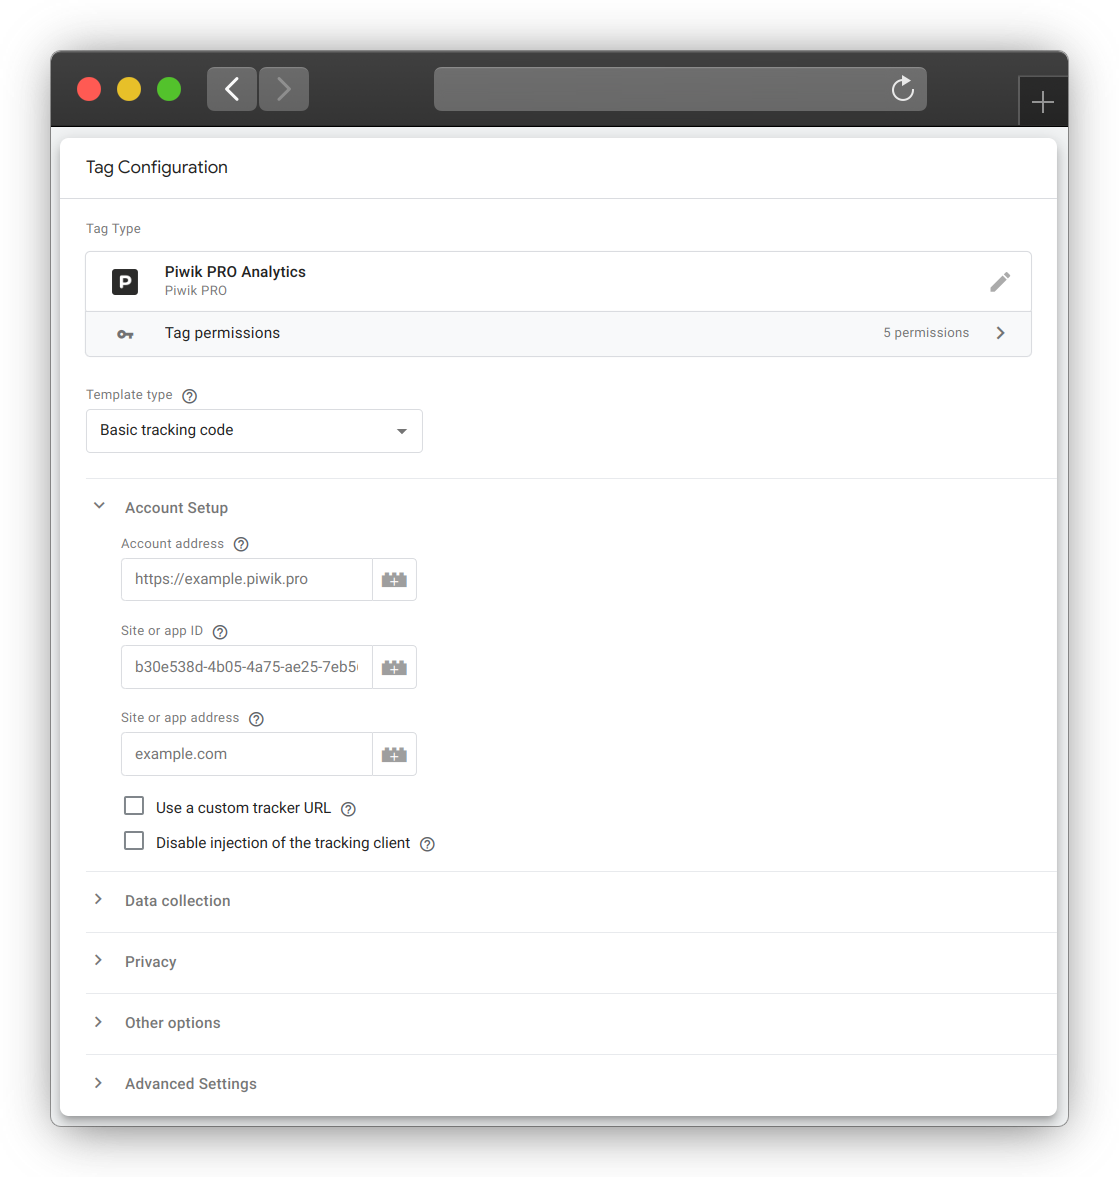 Tag Configuration
Tag Type
P
Piwik PRO Analytics
Piwik PRO
Tag permissions
5 permissions
Template type ?
Basic tracking code
Account Setup
Account address ?
https://example.piwik.pro
Site or app ID ?
b30e538d-4b05-4a75-ae25-7eb5
Site or app address ?
example.com
Use a custom tracker URL ?
Disable injection of the tracking client ?
Data collection
Privacy
Other options
Advanced Settings